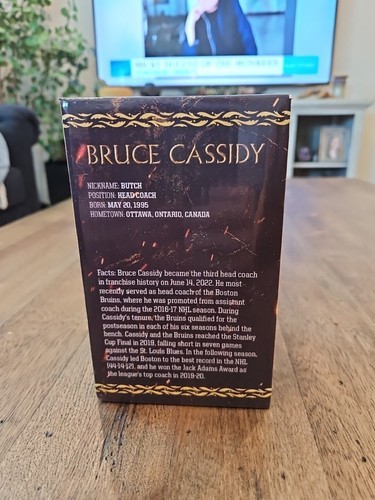 BRUCE CASSIDY
NICKNAME: BUTCH
POSITION: HEAD COACH
BORN: MAY 20, 1995
HOMETOWN: OTTAWA, ONTARIO, CANADA
Facts: Bruce Cassidy became the third head coach
in franchise history on June 14, 2022. He most
recently served as head coach of the Boston
Bruins, where he was promoted from assistant
coach during the 2016-17 NHL season. During
Cassidy's tenure, the Bruins qualified for the
postseason in each of his six seasons behind the
bench. Cassidy and the Bruins reached the Stanley
Cup Final in 2019, falling short in seven games
against the St. Louis Blues. In the following season,
Cassidy led Boston to the best record in the NHL
(44-14-12), and he won the Jack Adams Award as
the league's top coach in 2019-20.